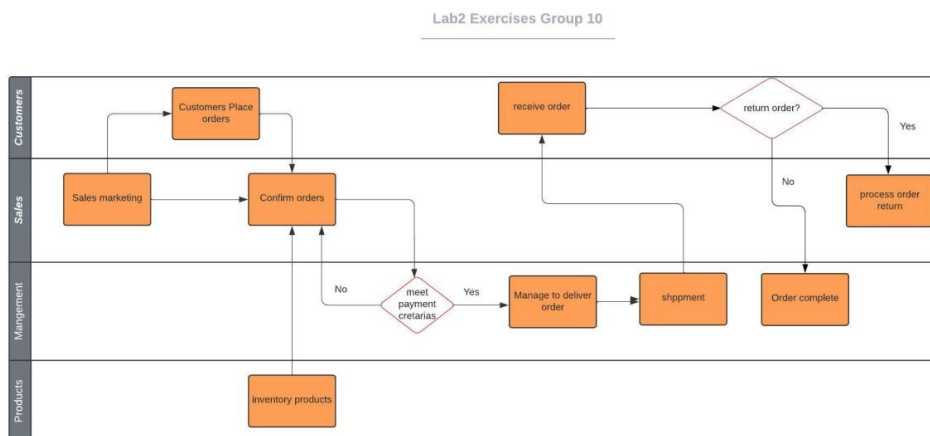 Lab2 Exercises Group 10
Customers
Customers Place
orders
receive order
return order?
Yes
Sales
Sales marketing
Confirm orders
No
process order
return
Mangement
No
meet
payment
cretarias
Yes
Manage to deliver
order
shppment
Order complete
Products
inventory products